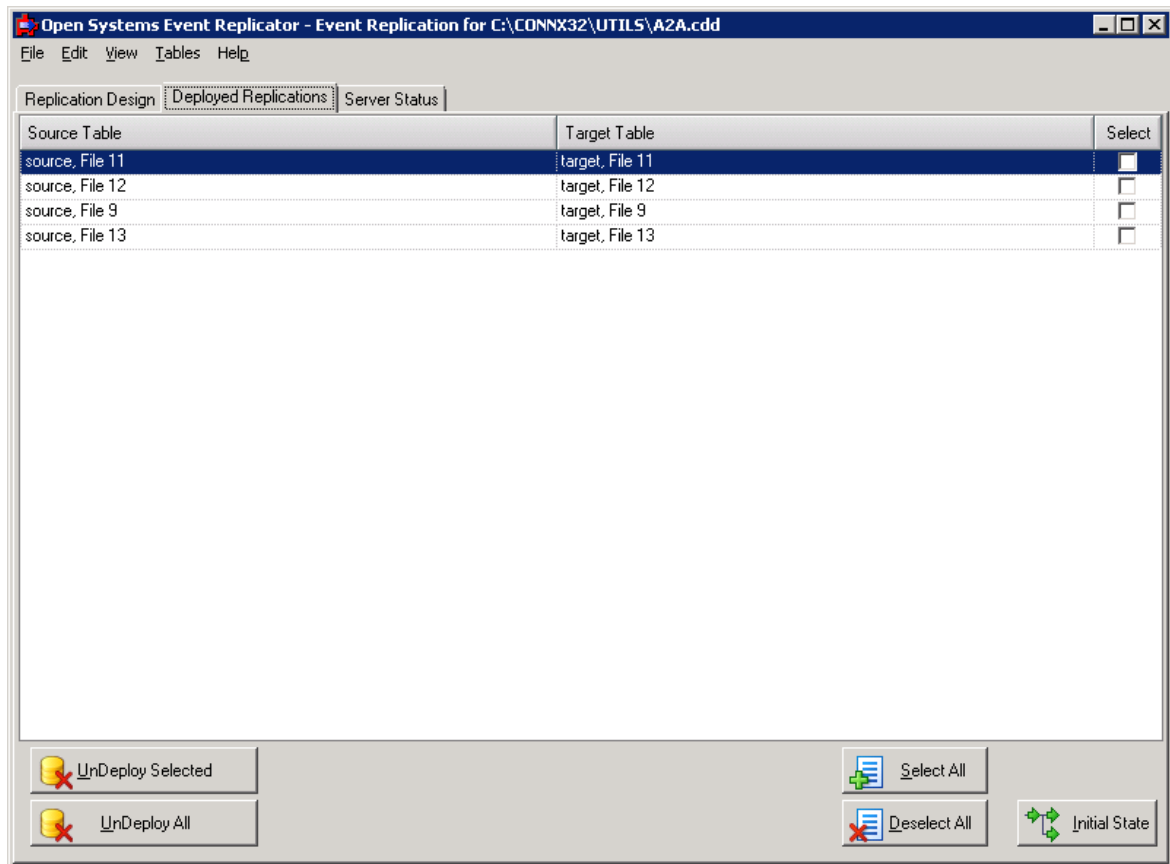 Open Systems Event Replicator - Event Replication for C:\CONNX32\UTILS\A2A.cdd
File Edit View Tables Help
Replication Design Deployed Replications Server Status
Source Table Target Table Select
source, File 11 target, File 11
source, File 12 target, File 12
source, File 9 target, File 9
source, File 13 target, File 13
UnDeploy Selected Select All
UnDeploy All Deselect All Initial State